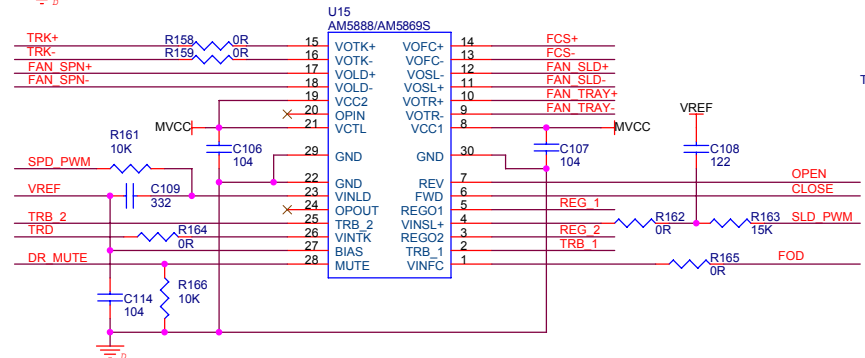 U15
AM5888/AM5869S
TRK+ R158 0R 15 VOTK+ VOFC+ 14 FCS+
TRK- R159 0R 16 VOTK- VOFC- 13 FCS-
FAN_SPN+ 17 VOLD+ VOSL- 12 FAN_SLD+
FAN_SPN- 18 VOLD- VOSL+ 11 FAN_SLD-
19 VCC2 VOTR+ 10 FAN_TRAY+
20 OPIN VOTR- 9 FAN_TRAY-
MVCC 21 VCTL VCC1 8 MVCC
VREF
R161
10K
C106
104
C107
104
C108
122
29 GND GND 30
SPD_PWM 22 GND REV 7 OPEN
VREF C109 332 23 VINLD FWD 6 CLOSE
24 OPOUT REGO1 5 REG_1
TRB_2 25 TRB_2 VINSL+ 4 R162 0R R163 15K SLD_PWM
TRD R164 0R 26 VINTK REGO2 3 REG_2
27 BIAS TRB_1 2 TRB_1
DR_MUTE 28 MUTE VINFC 1 R165 0R FOD
C114
104
R166
10K
D